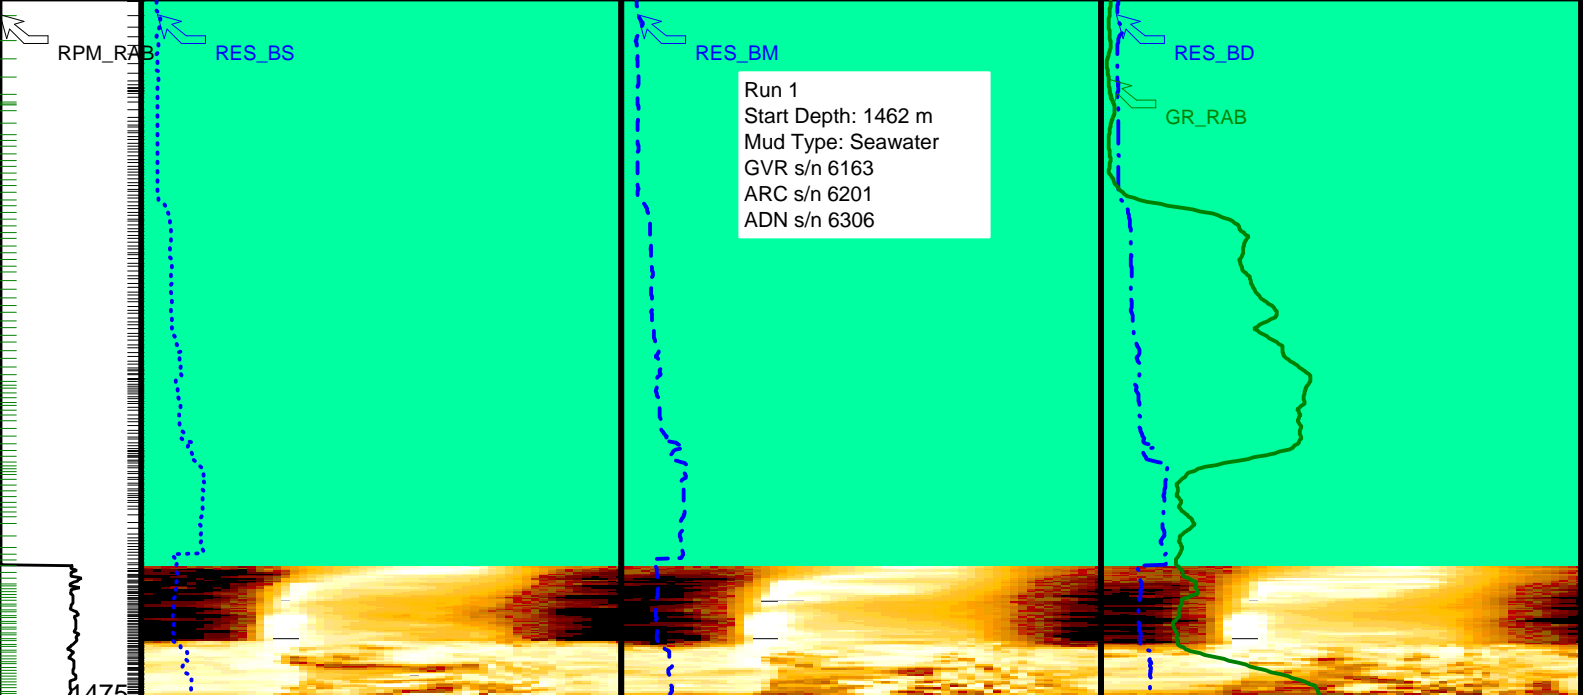 RPM_RAB
RES_BS
RES_BM
RES_BD
GR_RAB
Run 1
Start Depth: 1462 m
Mud Type: Seawater
GVR s/n 6163
ARC s/n 6201
ADN s/n 6306
1475